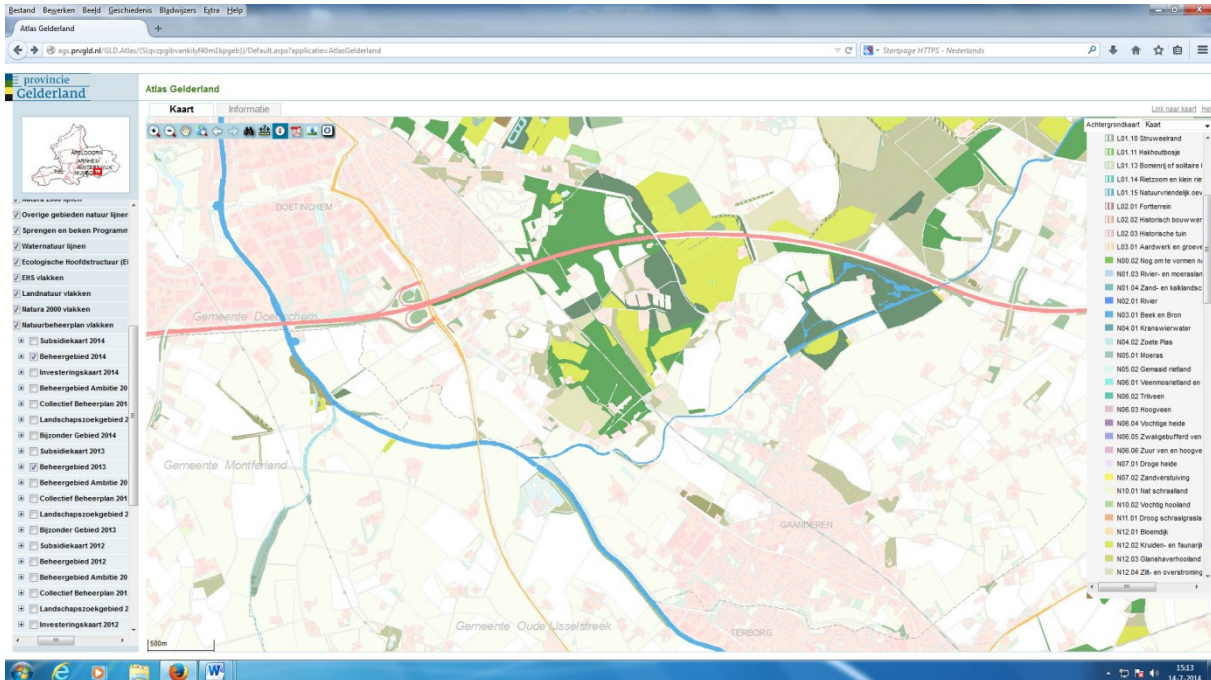 Bestand Bewerken Beeld Geschiedenis Bladwijzers Extra Help
Atlas Gelderland
ags.prvgld.nl/GLD.Atlas/(S(qvzpgibvankilyf40m1kpgeb))/Default.aspx?applicatie=AtlasGelderland
Startpage HTTPS - Nederlands
provincie
Gelderland
Atlas Gelderland
Kaart Informatie
Link naar kaart
Achtergrondkaart Kaart
APELDOORN
ARNHEM
Natura 2000 lijnen
Overige gebieden natuur lijner
Sprengen en beken Programm
Waternatuur lijnen
Ecologische Hoofdstructuur (E
EHS vlakken
Landnatuur vlakken
Natura 2000 vlakken
Natuurbeheerplan vlakken
Subsidiekaart 2014
Beheergebied 2014
Investeringskaart 2014
Beheergebied Ambitie 20
Collectief Beheerplan 201
Landschapszoekgebied 2
Bijzonder Gebied 2014
Subsidiekaart 2013
Beheergebied 2013
Beheergebied Ambitie 20
Collectief Beheerplan 201
Landschapszoekgebied 2
Bijzonder Gebied 2013
Subsidiekaart 2012
Beheergebied 2012
Beheergebied Ambitie 20
Collectief Beheerplan 201
Landschapszoekgebied 2
Investeringskaart 2012
DOETINCHEM
Gemeente Doetinchem
Gemeente Montferland
GAANDEREN
Gemeente Oude IJsselstreek
TERBORG
500m
L01.10 Struweelrand
L01.11 Hakhoutbosje
L01.13 Bomenrij of solitaire
L01.14 Rietzoom en klein rie
L01.15 Natuurvriendelijk oev
L02.01 Fortterrein
L02.02 Historisch bouwwer
L02.03 Historische tuin
L03.01 Aardwerk en groeve
N00.02 Nog om te vormen na
N01.03 Rivier- en moeraslan
N01.04 Zand- en kalklandsc
N02.01 Rivier
N03.01 Beek en Bron
N04.01 Kranswierwater
N04.02 Zoete Plas
N05.01 Moeras
N05.02 Gemaaid rietland
N06.01 Veenmosrietland en
N06.02 Trilveen
N06.03 Hoogveen
N06.04 Vochtige heide
N06.05 Zwakgebufferd ven
N06.06 Zuur ven en hoogve
N07.01 Droge heide
N07.02 Zandverstuiving
N10.01 Nat schraalland
N10.02 Vochtig hooiland
N11.01 Droog schraalgrasla
N12.01 Bloemdijk
N12.02 Kruiden- en faunarijk
N12.03 Glanshaverhooiland
N12.04 Zilt- en overstroming
15:13
14-7-2014